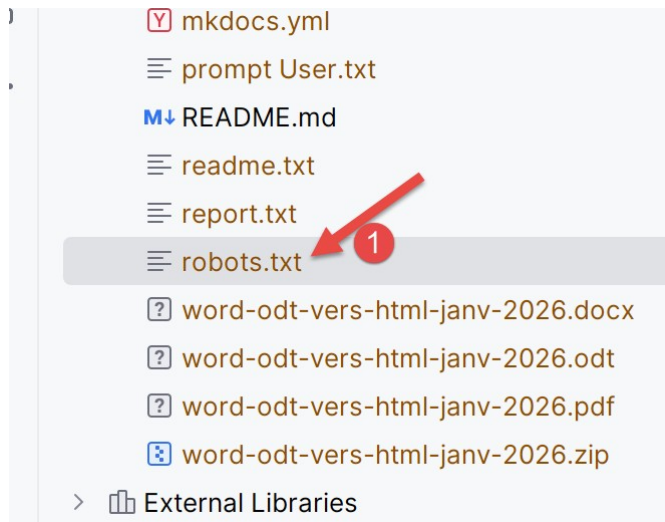 mkdocs.yml
prompt User.txt
M↓ README.md
readme.txt
report.txt
robots.txt
1
word-odt-vers-html-janv-2026.docx
word-odt-vers-html-janv-2026.odt
word-odt-vers-html-janv-2026.pdf
word-odt-vers-html-janv-2026.zip
External Libraries